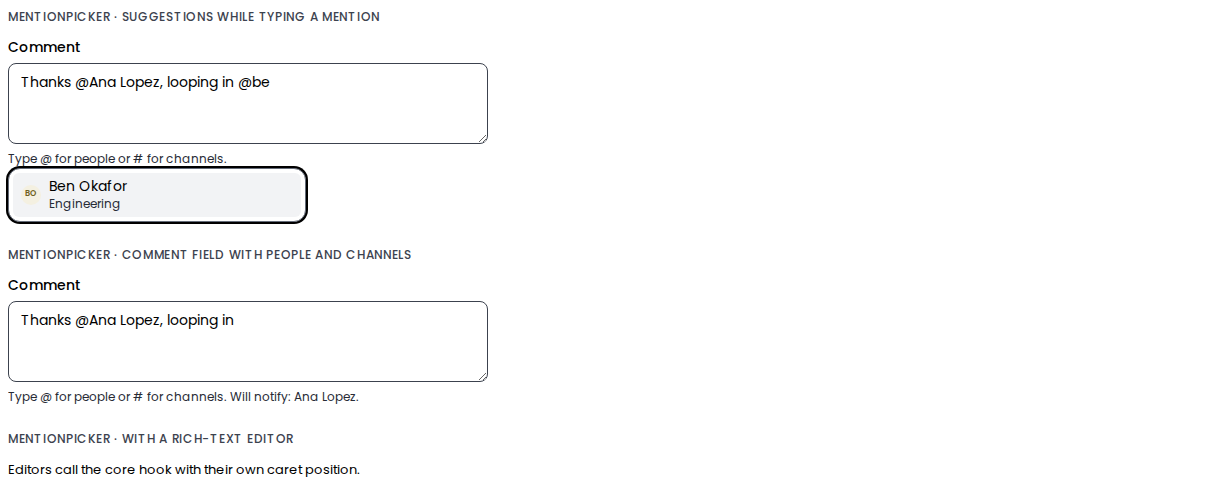 MENTIONPICKER · SUGGESTIONS WHILE TYPING A MENTION
Comment
Thanks @Ana Lopez, looping in @be
Type @ for people or # for channels.
BO
Ben Okafor
Engineering
MENTIONPICKER · COMMENT FIELD WITH PEOPLE AND CHANNELS
Comment
Thanks @Ana Lopez, looping in
Type @ for people or # for channels. Will notify: Ana Lopez.
MENTIONPICKER · WITH A RICH-TEXT EDITOR
Editors call the core hook with their own caret position.